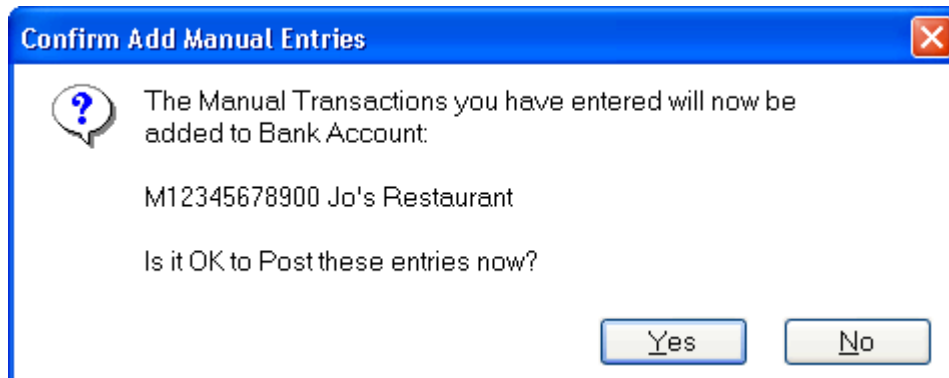 Confirm Add Manual Entries
The Manual Transactions you have entered will now be
added to Bank Account:
M12345678900 Jo's Restaurant
Is it OK to Post these entries now?
Yes No